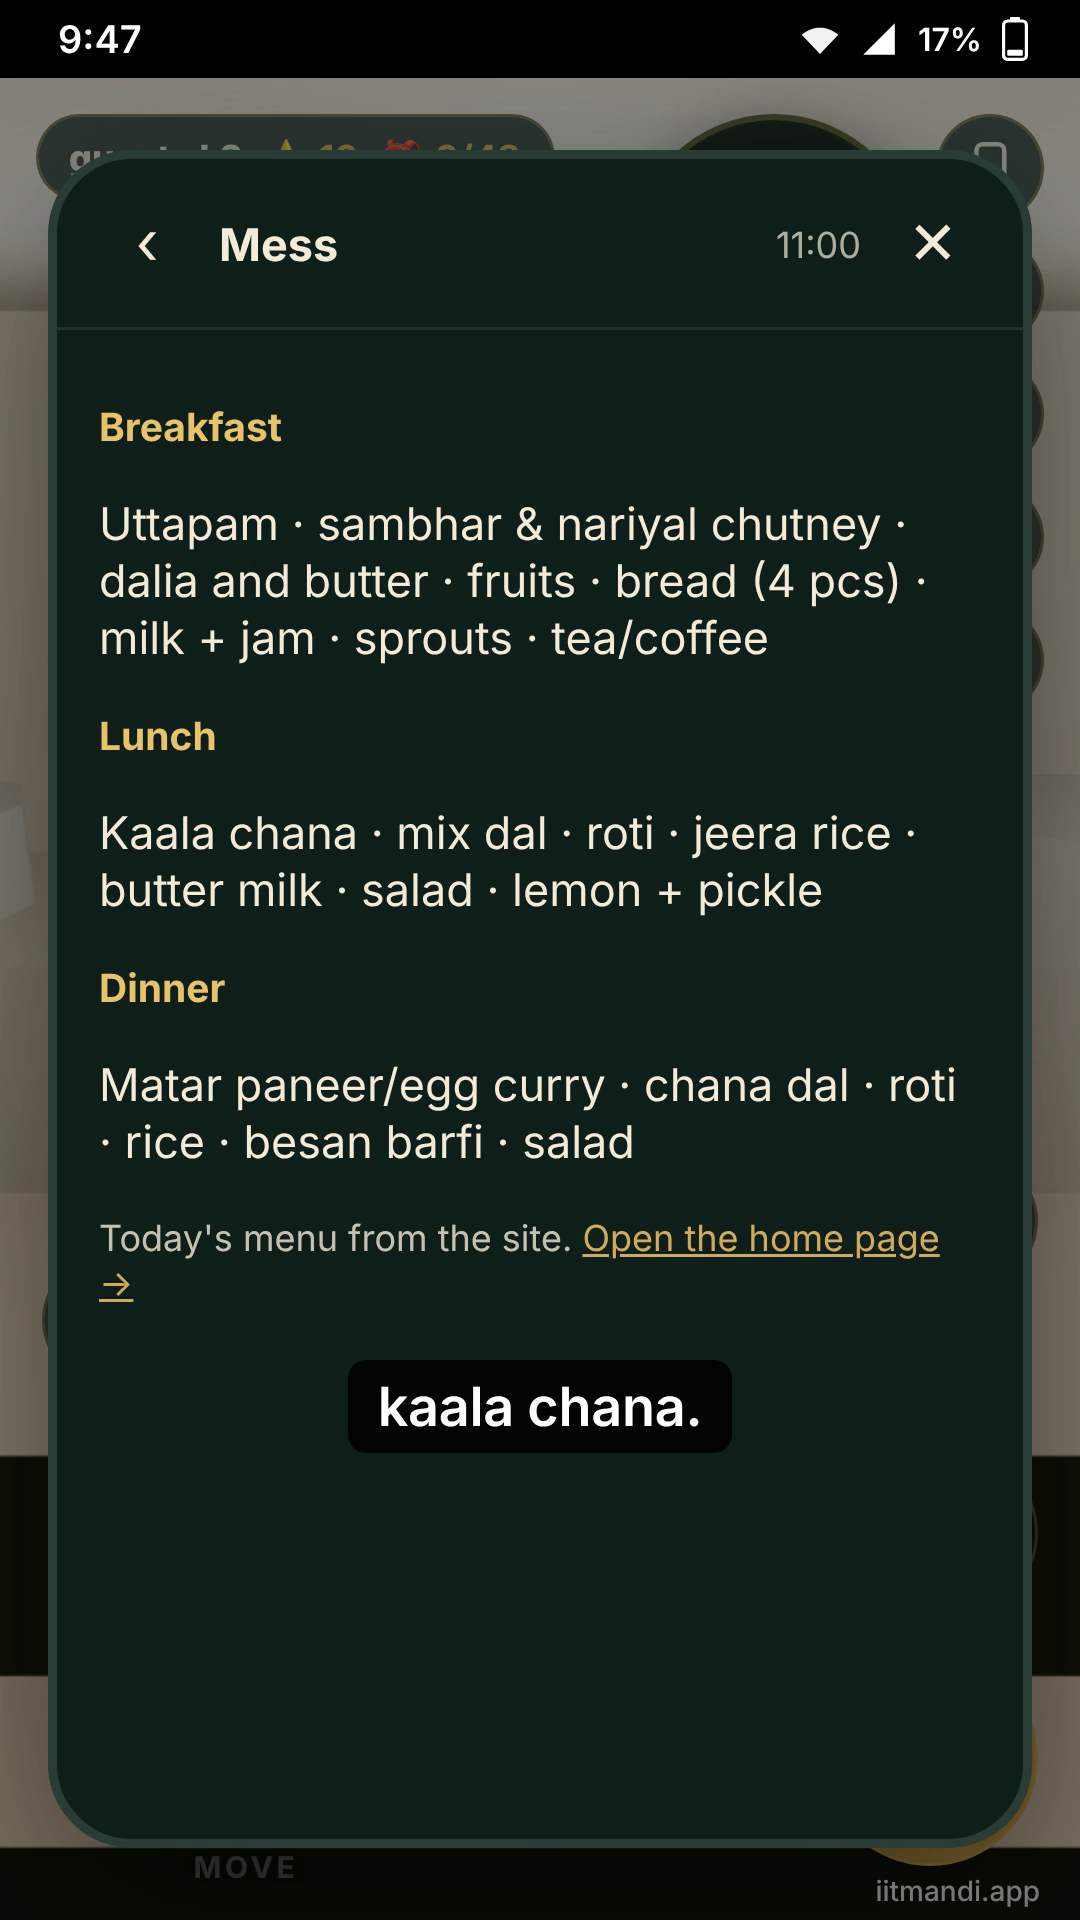 9:47
17%
Mess
11:00
Breakfast
Uttapam · sambhar & nariyal chutney ·
dalia and butter · fruits · bread (4 pcs) ·
milk + jam · sprouts · tea/coffee
Lunch
Kaala chana · mix dal · roti · jeera rice ·
butter milk · salad · lemon + pickle
Dinner
Matar paneer/egg curry · chana dal · roti
· rice · besan barfi · salad
Today's menu from the site. Open the home page
→
kaala chana.
MOVE
iitmandi.app